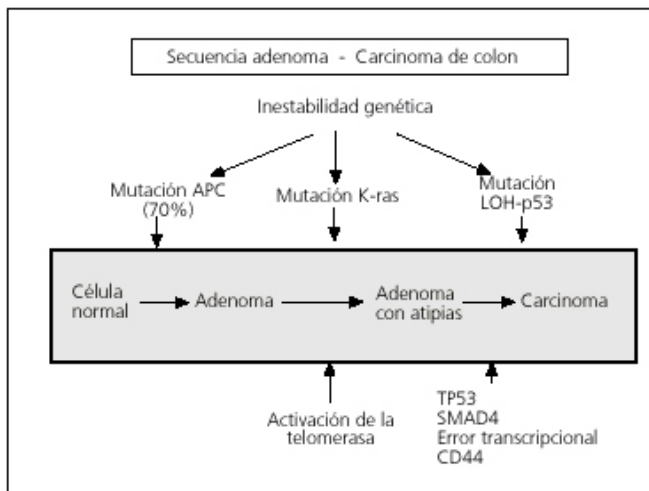 Secuencia adenoma - Carcinoma de colon
Inestabilidad genética
Mutación APC
(70%)
Mutación K-ras
Mutación
LOH-p53
Célula
normal
Adenoma
Adenoma
con atipias
Carcinoma
Activación de la
telomerasa
TP53
SMAD4
Error transcripcional
CD44